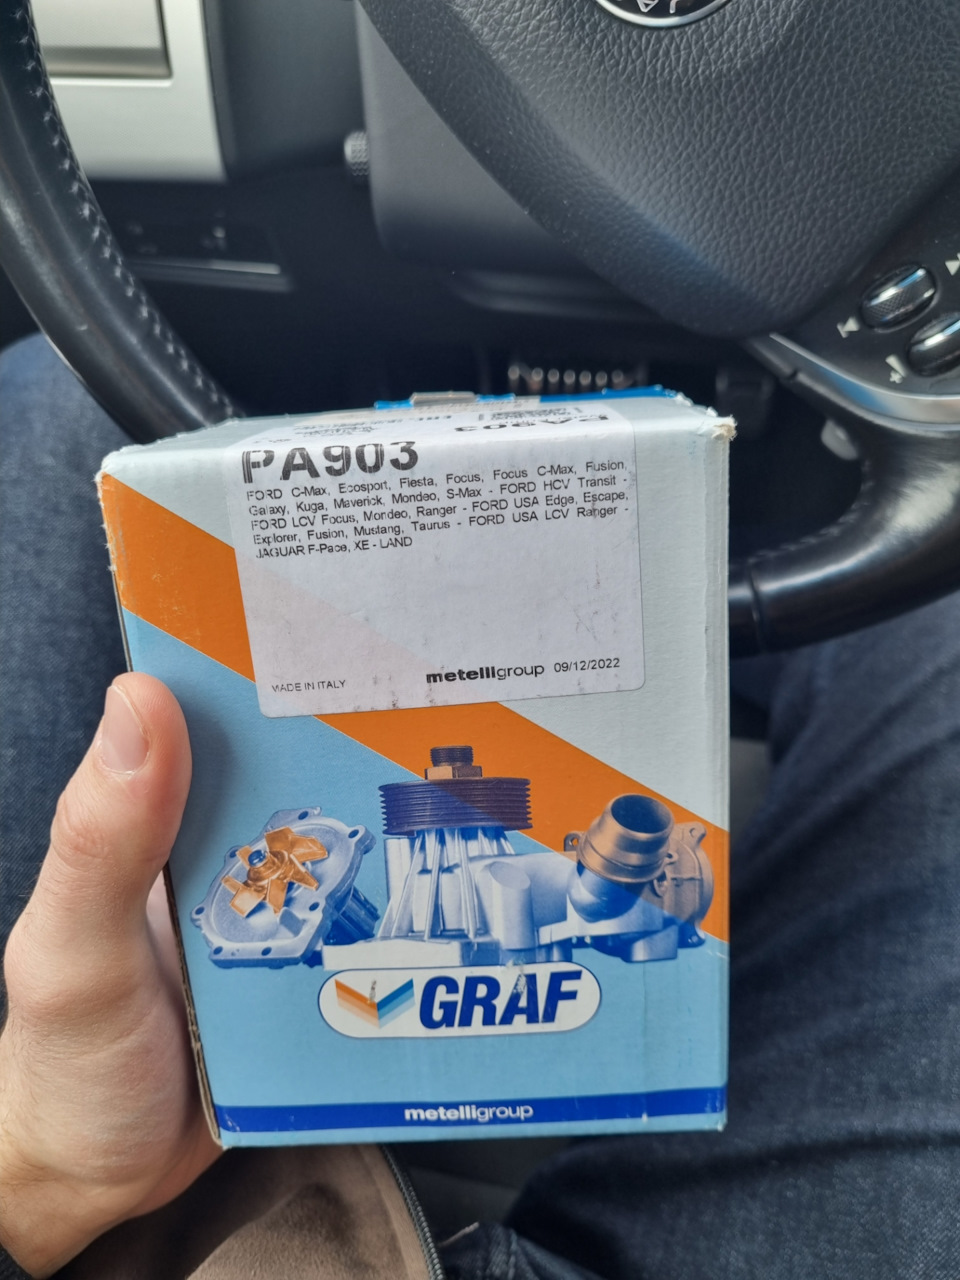 PA903
PA903
FORD C-Max, Ecosport, Fiesta, Focus, Focus C-Max, Fusion,
Galaxy, Kuga, Maverick, Mondeo, S-Max - FORD HCV Transit -
FORD LCV Focus, Mondeo, Ranger - FORD USA Edge, Escape,
Explorer, Fusion, Mustang, Taurus - FORD USA LCV Ranger -
JAGUAR F-Pace, XE - LAND
MADE IN ITALY
metelligroup 09/12/2022
GRAF
metelligroup